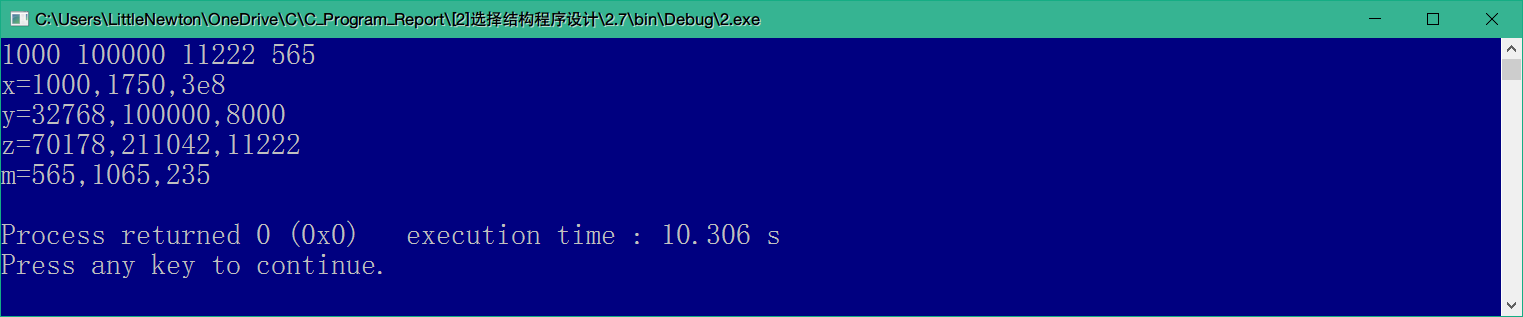 C:\Users\LittleNewton\OneDrive\C\C_Program_Report\[2]选择结构程序设计\2.7\bin\Debug\2.exe
1000 100000 11222 565
x=1000,1750,3e8
y=32768,100000,8000
z=70178,211042,11222
m=565,1065,235
Process returned 0 (0x0)   execution time : 10.306 s
Press any key to continue.